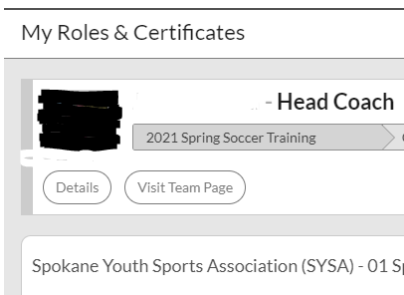 My Roles & Certificates
- Head Coach
2021 Spring Soccer Training
Details
Visit Team Page
Spokane Youth Sports Association (SYSA) - 01